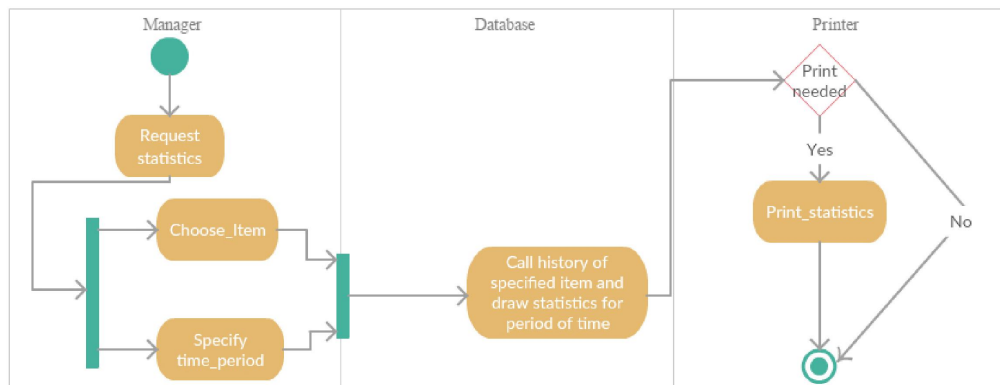 Manager
Database
Printer
Request
statistics
Choose_Item
Specify
time_period
Call history of
specified item and
draw statistics for
period of time
Print
needed
Yes
No
Print_statistics